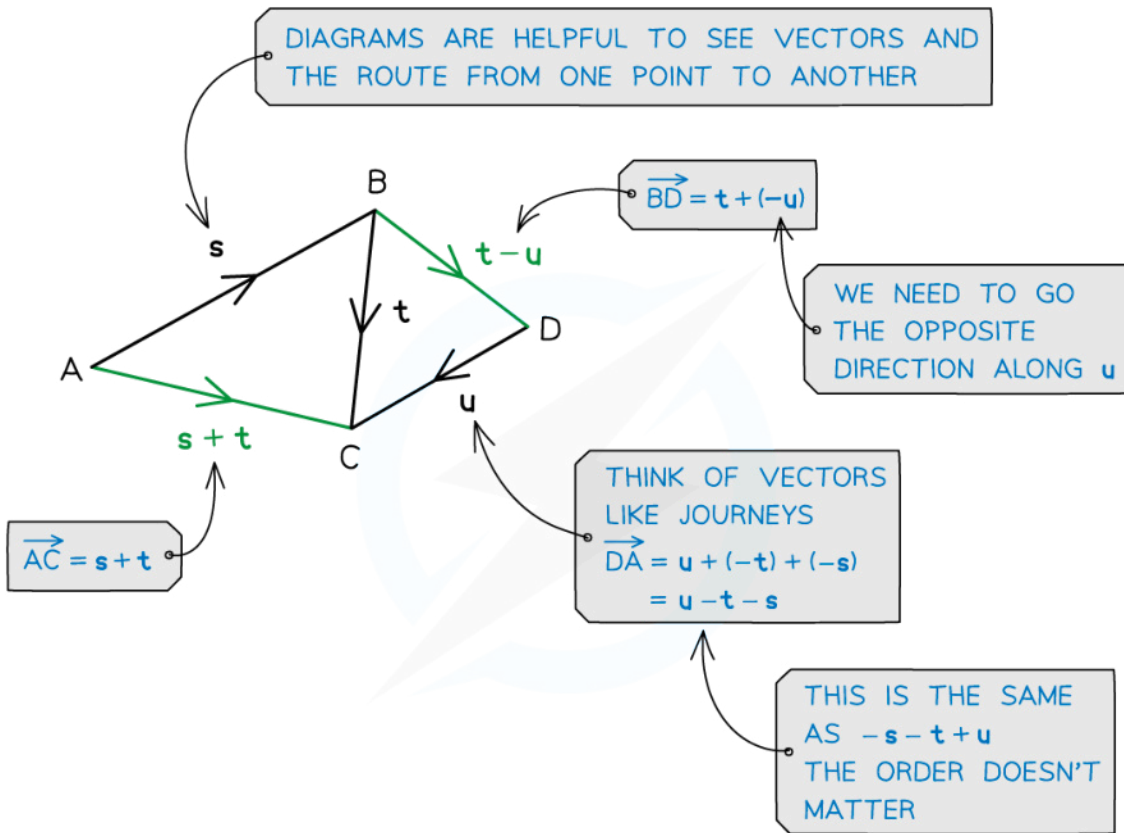 DIAGRAMS ARE HELPFUL TO SEE VECTORS AND
THE ROUTE FROM ONE POINT TO ANOTHER
B
s
A
t
t - u
D
u
C
s + t
BD = t + (-u)
WE NEED TO GO
THE OPPOSITE
DIRECTION ALONG u
AC = s + t
THINK OF VECTORS
LIKE JOURNEYS
DA = u + (-t) + (-s)
= u - t - s
THIS IS THE SAME
AS -s - t + u
THE ORDER DOESN'T
MATTER